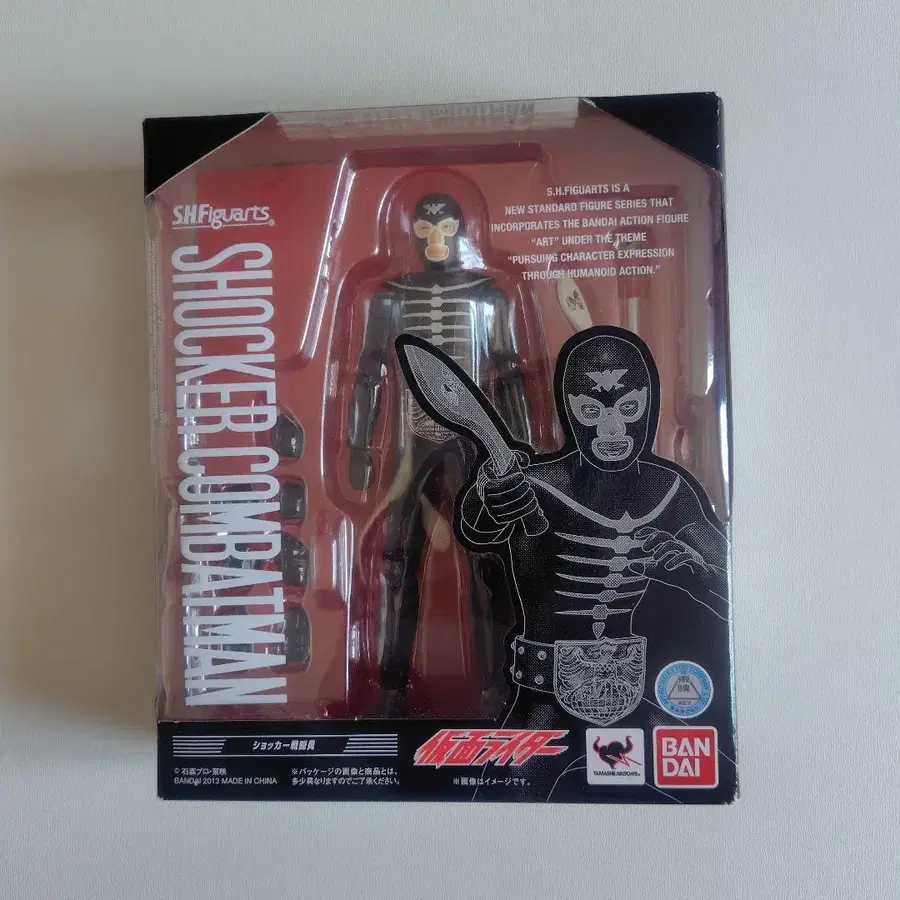 S.H.Figuarts®
SHOCKER COMBATMAN
S.H.FIGUARTS IS A
NEW STANDARD FIGURE SERIES THAT
INCORPORATES THE BANDAI ACTION FIGURE
"ART" UNDER THE THEME
"PURSUING CHARACTER EXPRESSION
THROUGH HUMANOID ACTION."
東映
ショッカー戦闘員
©石森プロ・東映
BANDAI 2013 MADE IN CHINA
※パッケージの画像と商品とは、
多少異なりますのでご了承ください。
仮面ライダー
※画像はイメージです。
TAMASHII NATIONS
BAN
DAI